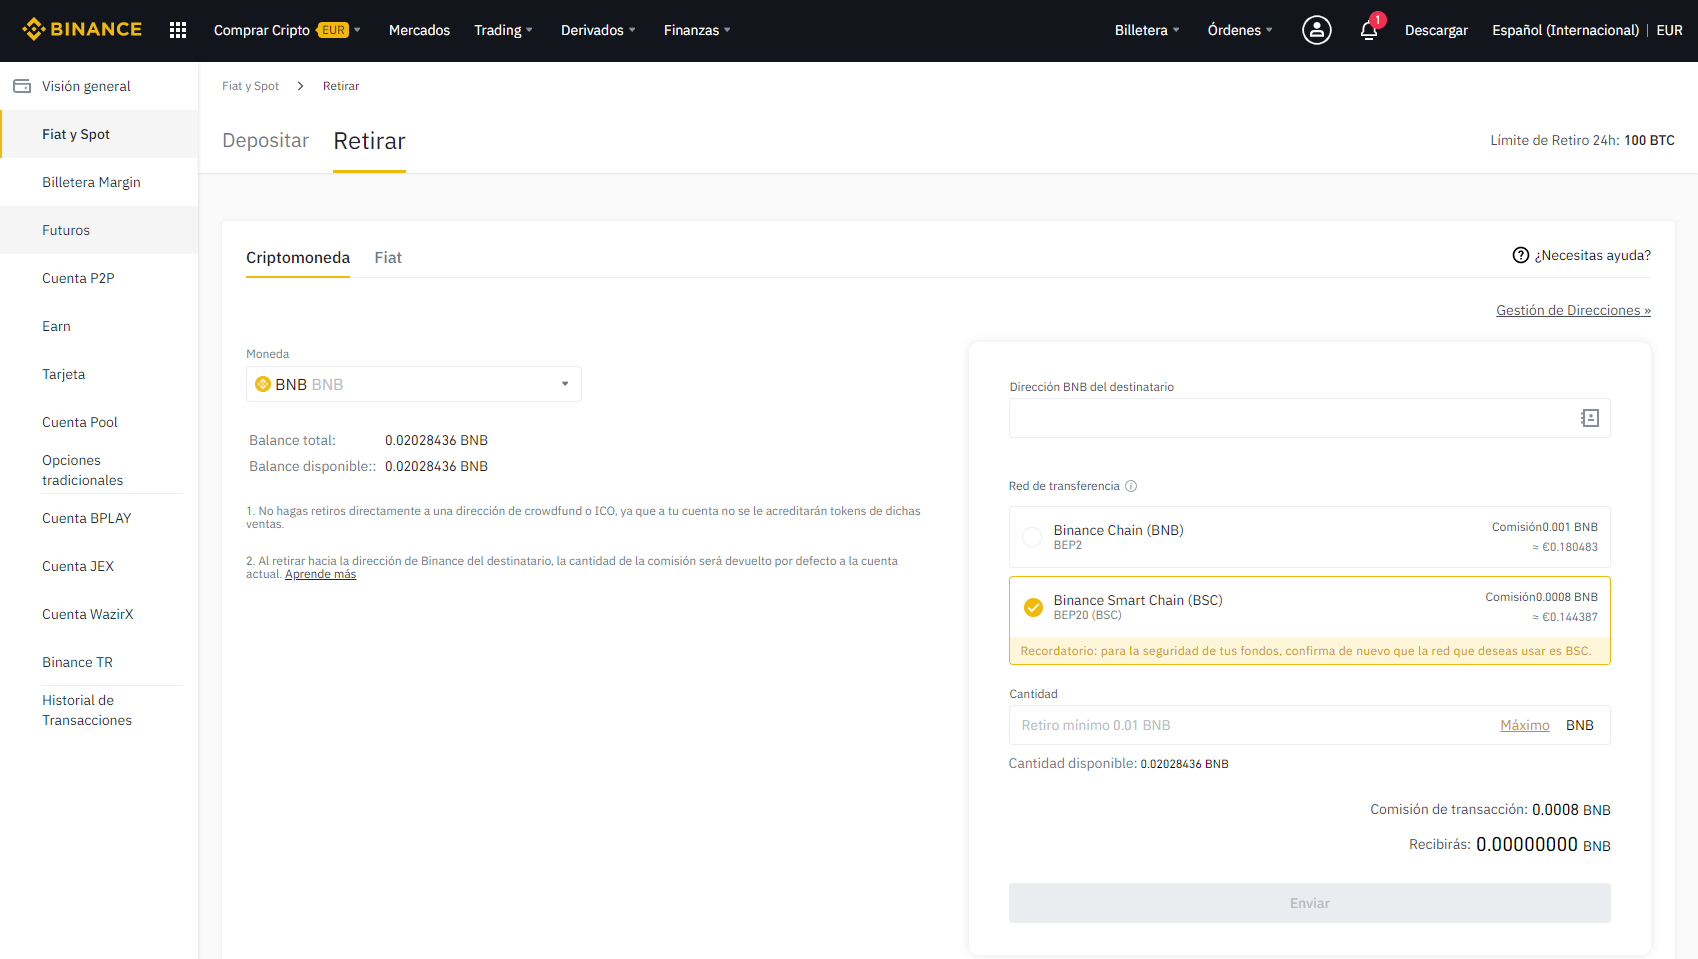 BINANCE
Comprar Cripto EUR
Mercados
Trading
Derivados
Finanzas
Billetera
Órdenes
1
Descargar
Español (Internacional) | EUR
Visión general
Fiat y Spot
Billetera Margin
Futuros
Cuenta P2P
Earn
Tarjeta
Cuenta Pool
Opciones
tradicionales
Cuenta BPLAY
Cuenta JEX
Cuenta WazirX
Binance TR
Historial de
Transacciones
Fiat y Spot > Retirar
Depositar
Retirar
Límite de Retiro 24h: 100 BTC
Criptomoneda
Fiat
¿Necesitas ayuda?
Gestión de Direcciones »
Moneda
BNB BNB
Balance total: 0.02028436 BNB
Balance disponible:: 0.02028436 BNB
1. No hagas retiros directamente a una dirección de crowdfund o ICO, ya que a tu cuenta no se le acreditarán tokens de dichas
ventas.
2. Al retirar hacia la dirección de Binance del destinatario, la cantidad de la comisión será devuelto por defecto a la cuenta
actual. Aprende más
Dirección BNB del destinatario
Red de transferencia
Binance Chain (BNB)
BEP2
Comisión0.001 BNB
≈ €0.180483
Binance Smart Chain (BSC)
BEP20 (BSC)
Comisión0.0008 BNB
≈ €0.144387
Recordatorio: para la seguridad de tus fondos, confirma de nuevo que la red que deseas usar es BSC.
Cantidad
Retiro mínimo 0.01 BNB
Máximo
BNB
Cantidad disponible: 0.02028436 BNB
Comisión de transacción: 0.0008 BNB
Recibirás: 0.00000000 BNB
Enviar